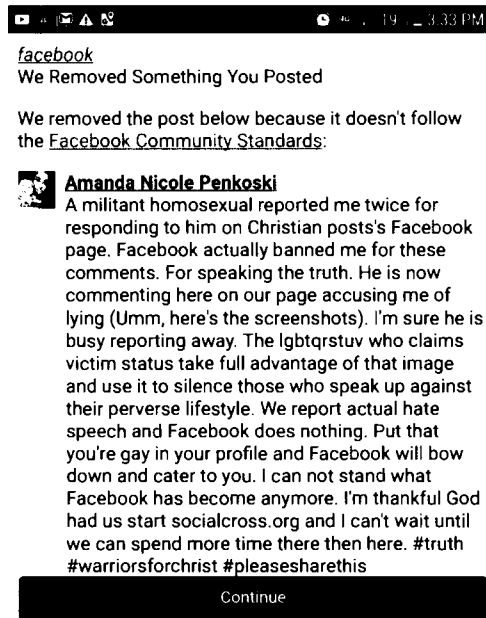 3:33 PM
facebook
We Removed Something You Posted
We removed the post below because it doesn't follow
the Facebook Community Standards:
Amanda Nicole Penkoski
A militant homosexual reported me twice for
responding to him on Christian posts's Facebook
page. Facebook actually banned me for these
comments. For speaking the truth. He is now
commenting here on our page accusing me of
lying (Umm, here's the screenshots). I'm sure he is
busy reporting away. The lgbtqrstuv who claims
victim status take full advantage of that image
and use it to silence those who speak up against
their perverse lifestyle. We report actual hate
speech and Facebook does nothing. Put that
you're gay in your profile and Facebook will bow
down and cater to you. I can not stand what
Facebook has become anymore. I'm thankful God
had us start socialcross.org and I can't wait until
we can spend more time there then here. #truth
#warriorsforchrist #pleasesharethis
Continue